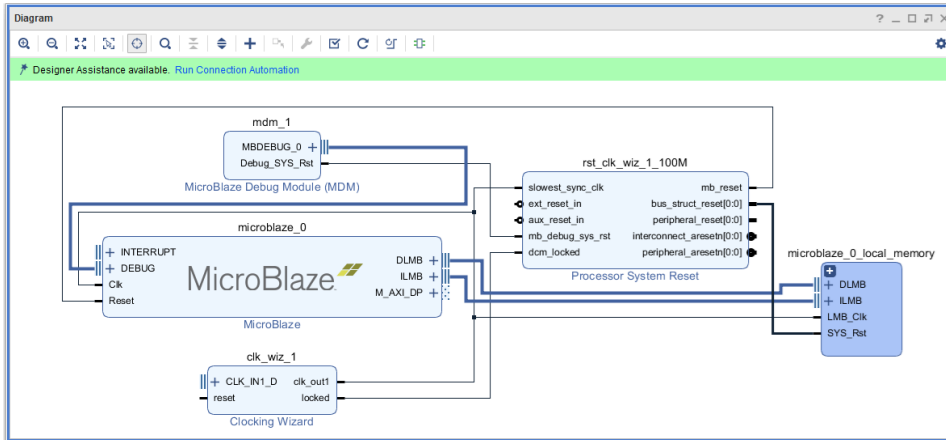 Diagram
Designer Assistance available. Run Connection Automation
mdm_1
MBDEBUG_0
Debug_SYS_Rst
MicroBlaze Debug Module (MDM)
rst_clk_wiz_1_100M
slowest_sync_clk
mb_reset
ext_reset_in
bus_struct_reset[0:0]
aux_reset_in
peripheral_reset[0:0]
mb_debug_sys_rst
interconnect_aresetn[0:0]
dcm_locked
peripheral_aresetn[0:0]
Processor System Reset
microblaze_0
INTERRUPT
DEBUG
Clk
Reset
MicroBlaze
DLMB
ILMB
M_AXI_DP
MicroBlaze
microblaze_0_local_memory
DLMB
ILMB
LMB_Clk
SYS_Rst
clk_wiz_1
CLK_IN1_D
clk_out1
reset
locked
Clocking Wizard